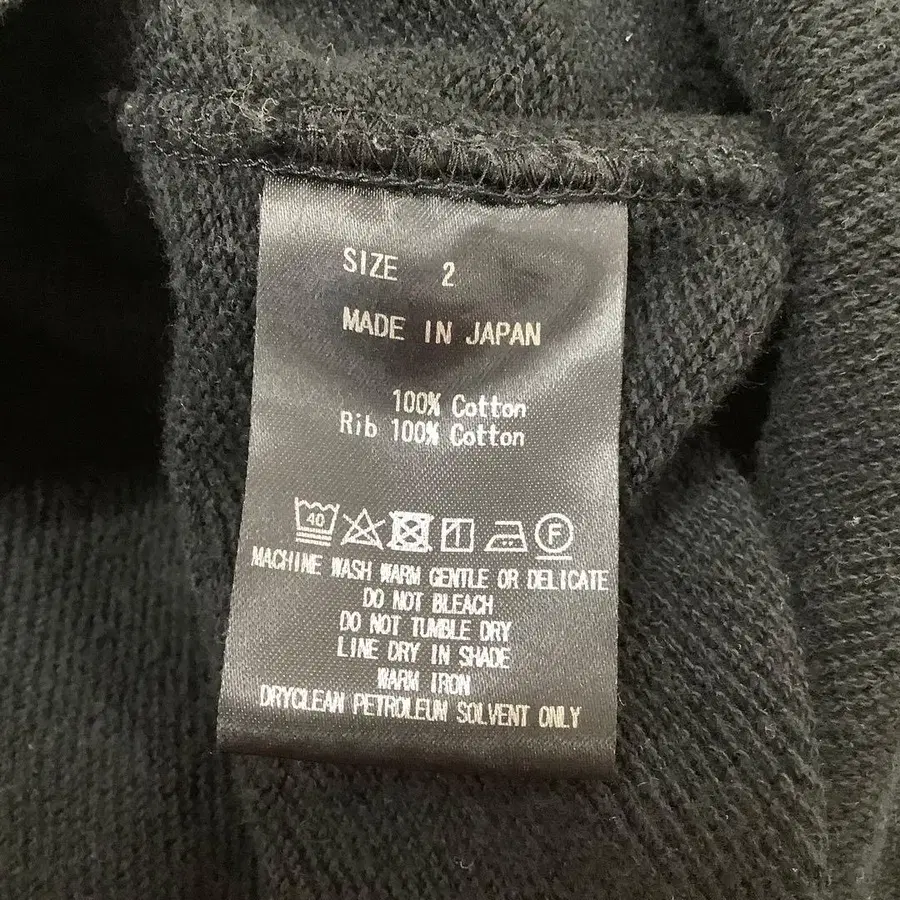 SIZE 2
MADE IN JAPAN
100% Cotton
Rib 100% Cotton
40 F
MACHINE WASH WARM GENTLE OR DELICATE
DO NOT BLEACH
DO NOT TUMBLE DRY
LINE DRY IN SHADE
WARM IRON
DRYCLEAN PETROLEUM SOLVENT ONLY